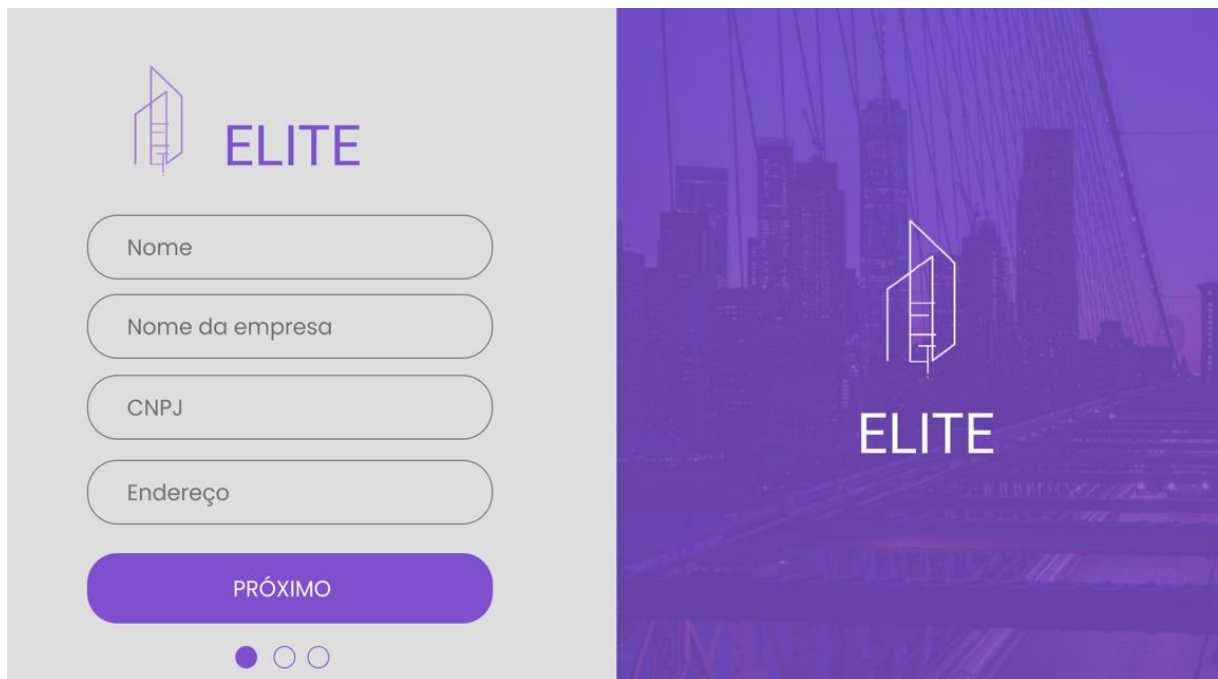 ELITE
Nome
Nome da empresa
CNPJ
Endereço
PRÓXIMO
ELITE